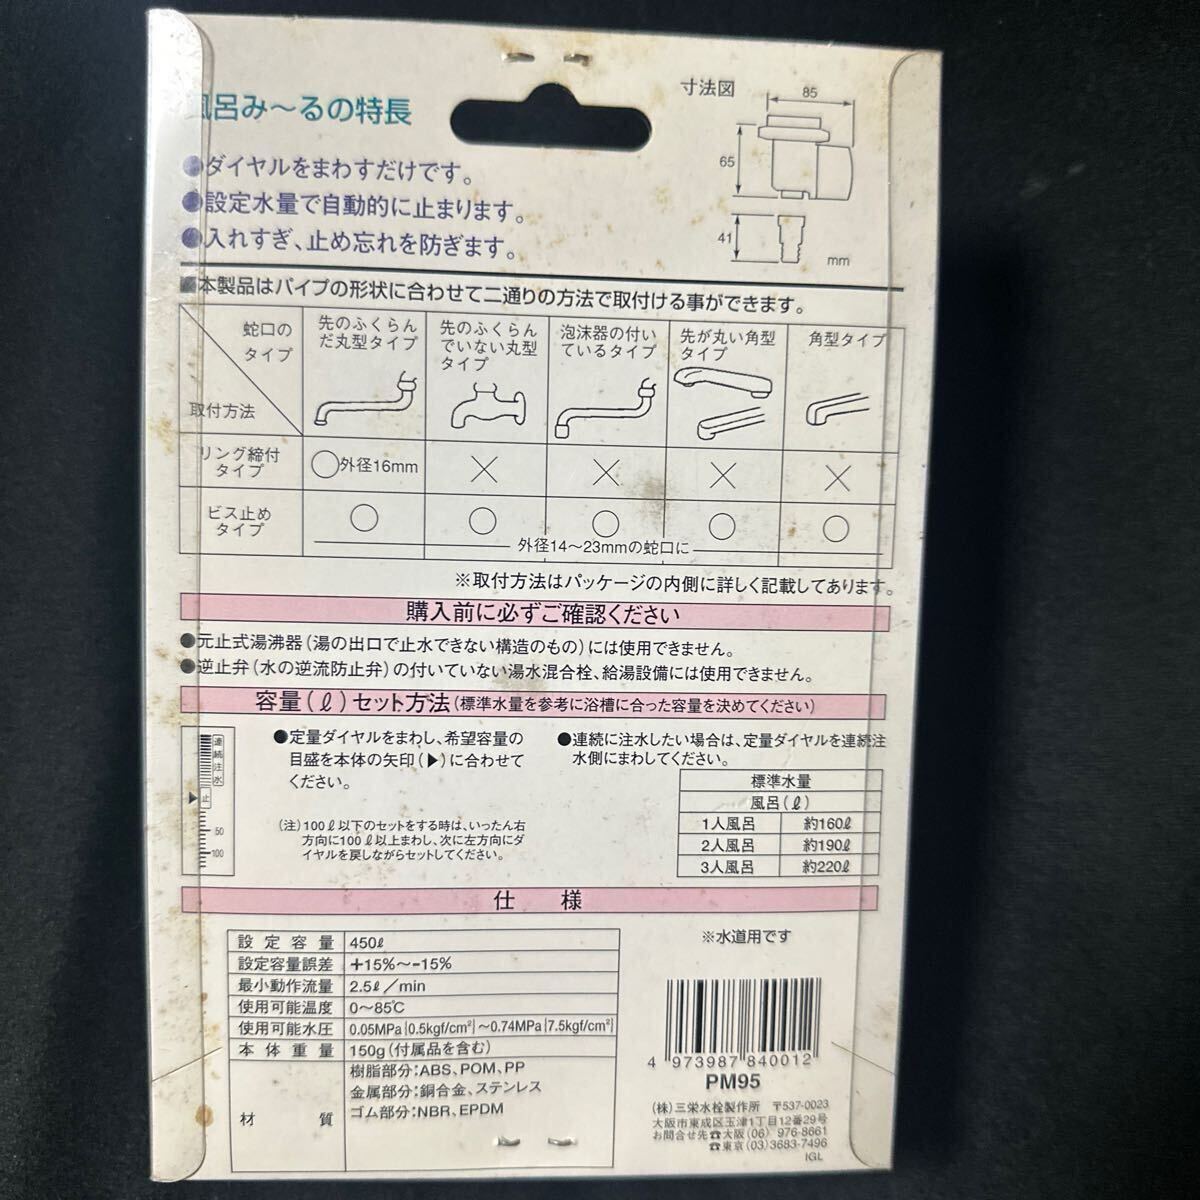 風呂み〜るの特長
●ダイヤルをまわすだけです。
●設定水量で自動的に止まります。
●入れすぎ、止め忘れを防ぎます。
寸法図
85
65
41
mm
■本製品はパイプの形状に合わせて二通りの方法で取付ける事ができます。
蛇口の
タイプ
取付方法
先のふくらん
だ丸型タイプ
先のふくらん
でいない丸型
タイプ
泡沫器の付い
ているタイプ
先が丸い角型
タイプ
角型タイプ
リング締付
タイプ
○外径16mm
×
×
×
×
ビス止め
タイプ
○
○
○
○
○
外径14〜23mmの蛇口に
※取付方法はパッケージの内側に詳しく記載してあります。
購入前に必ずご確認ください
●元止式湯沸器(湯の出口で止水できない構造のもの)には使用できません。
●逆止弁(水の逆流防止弁)の付いていない湯水混合栓、給湯設備には使用できません。
容量(ℓ)セット方法(標準水量を参考に浴槽に合った容量を決めてください)
連続注水
止
50
100
●定量ダイヤルをまわし、希望容量の
目盛を本体の矢印(▶)に合わせて
ください。
(注)100ℓ以下のセットをする時は、いったん右
方向に100ℓ以上まわし、次に左方向にダ
イヤルを戻しながらセットしてください。
●連続に注水したい場合は、定量ダイヤルを連続注
水側にまわしてください。
標準水量
風呂(ℓ)
1人風呂 約160ℓ
2人風呂 約190ℓ
3人風呂 約220ℓ
仕様
設定容量 450ℓ
設定容量誤差 +15%〜-15%
最小動作流量 2.5ℓ/min
使用可能温度 0〜85℃
使用可能水圧 0.05MPa{0.5kgf/cm²}〜0.74MPa{7.5kgf/cm²}
本体重量 150g(付属品を含む)
材質
樹脂部分:ABS、POM、PP
金属部分:銅合金、ステンレス
ゴム部分:NBR、EPDM
※水道用です
4 973987 840012
PM95
(株)三栄水栓製作所 〒537-0023
大阪市東成区玉津1丁目12番29号
お問合せ先☎大阪(06) 976-8661
☎東京(03)3683-7496
IGL